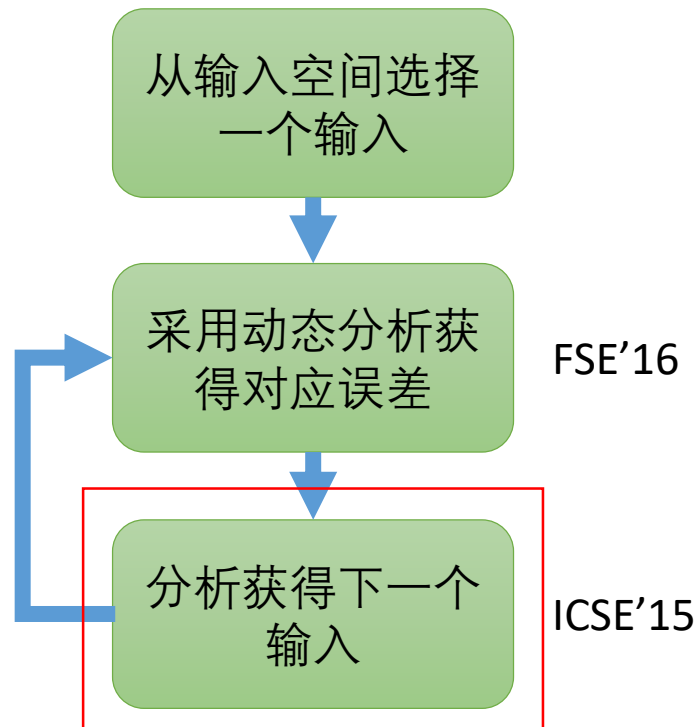 从输入空间选择
一个输入
采用动态分析获
得对应误差
FSE’16
分析获得下一个
输入
ICSE’15